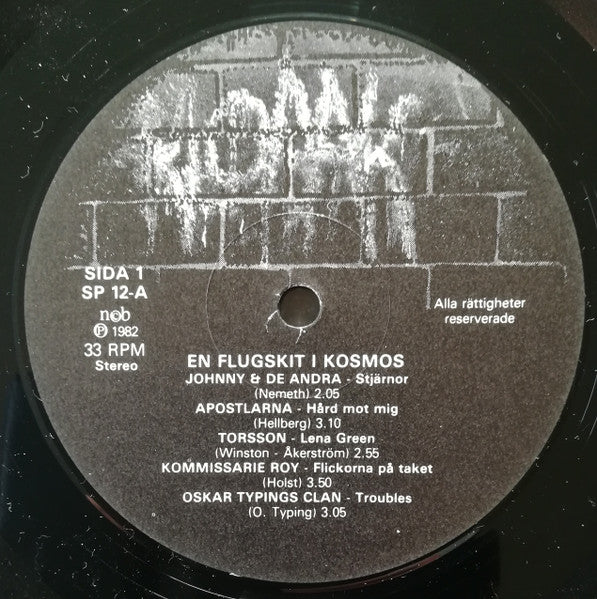 SIDA 1
SP 12-A
ncb
Ⓟ 1982
33 RPM
Stereo
Alla rättigheter
reserverade
EN FLUGSKIT I KOSMOS
JOHNNY & DE ANDRA - Stjärnor
(Nemeth) 2.05
APOSTLARNA - Hård mot mig
(Hellberg) 3.10
TORSSON - Lena Green
(Winston - Åkerström) 2.55
KOMMISSARIE ROY - Flickorna på taket
(Holst) 3.50
OSKAR TYPINGS CLAN - Troubles
(O. Typing) 3.05